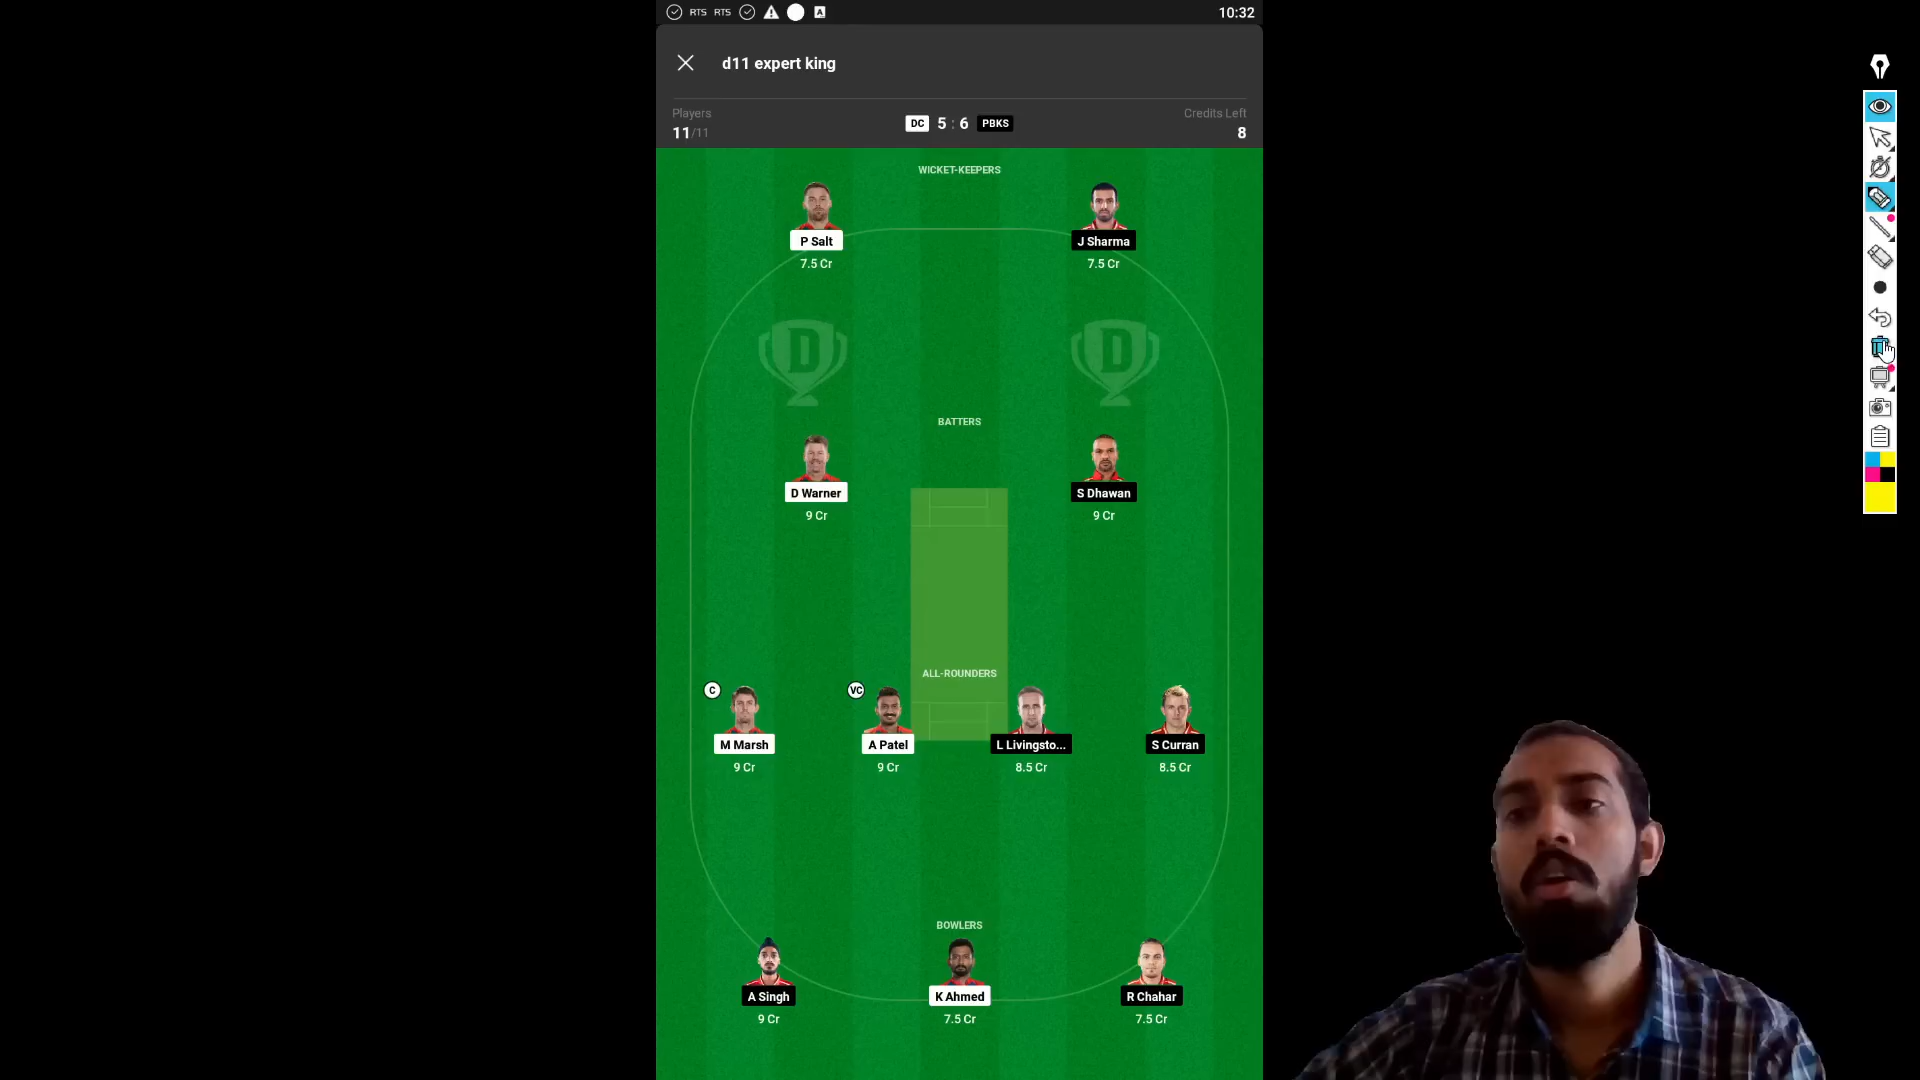 RTS RTS A 10:32
d11 expert king
Players
11/11
DC 5 : 6 PBKS
Credits Left
8
WICKET-KEEPERS
P Salt
7.5 Cr
J Sharma
7.5 Cr
D D
BATTERS
D Warner
9 Cr
S Dhawan
9 Cr
ALL-ROUNDERS
C
M Marsh
9 Cr
VC
A Patel
9 Cr
L Livingsto...
8.5 Cr
S Curran
8.5 Cr
BOWLERS
A Singh
9 Cr
K Ahmed
7.5 Cr
R Chahar
7.5 Cr